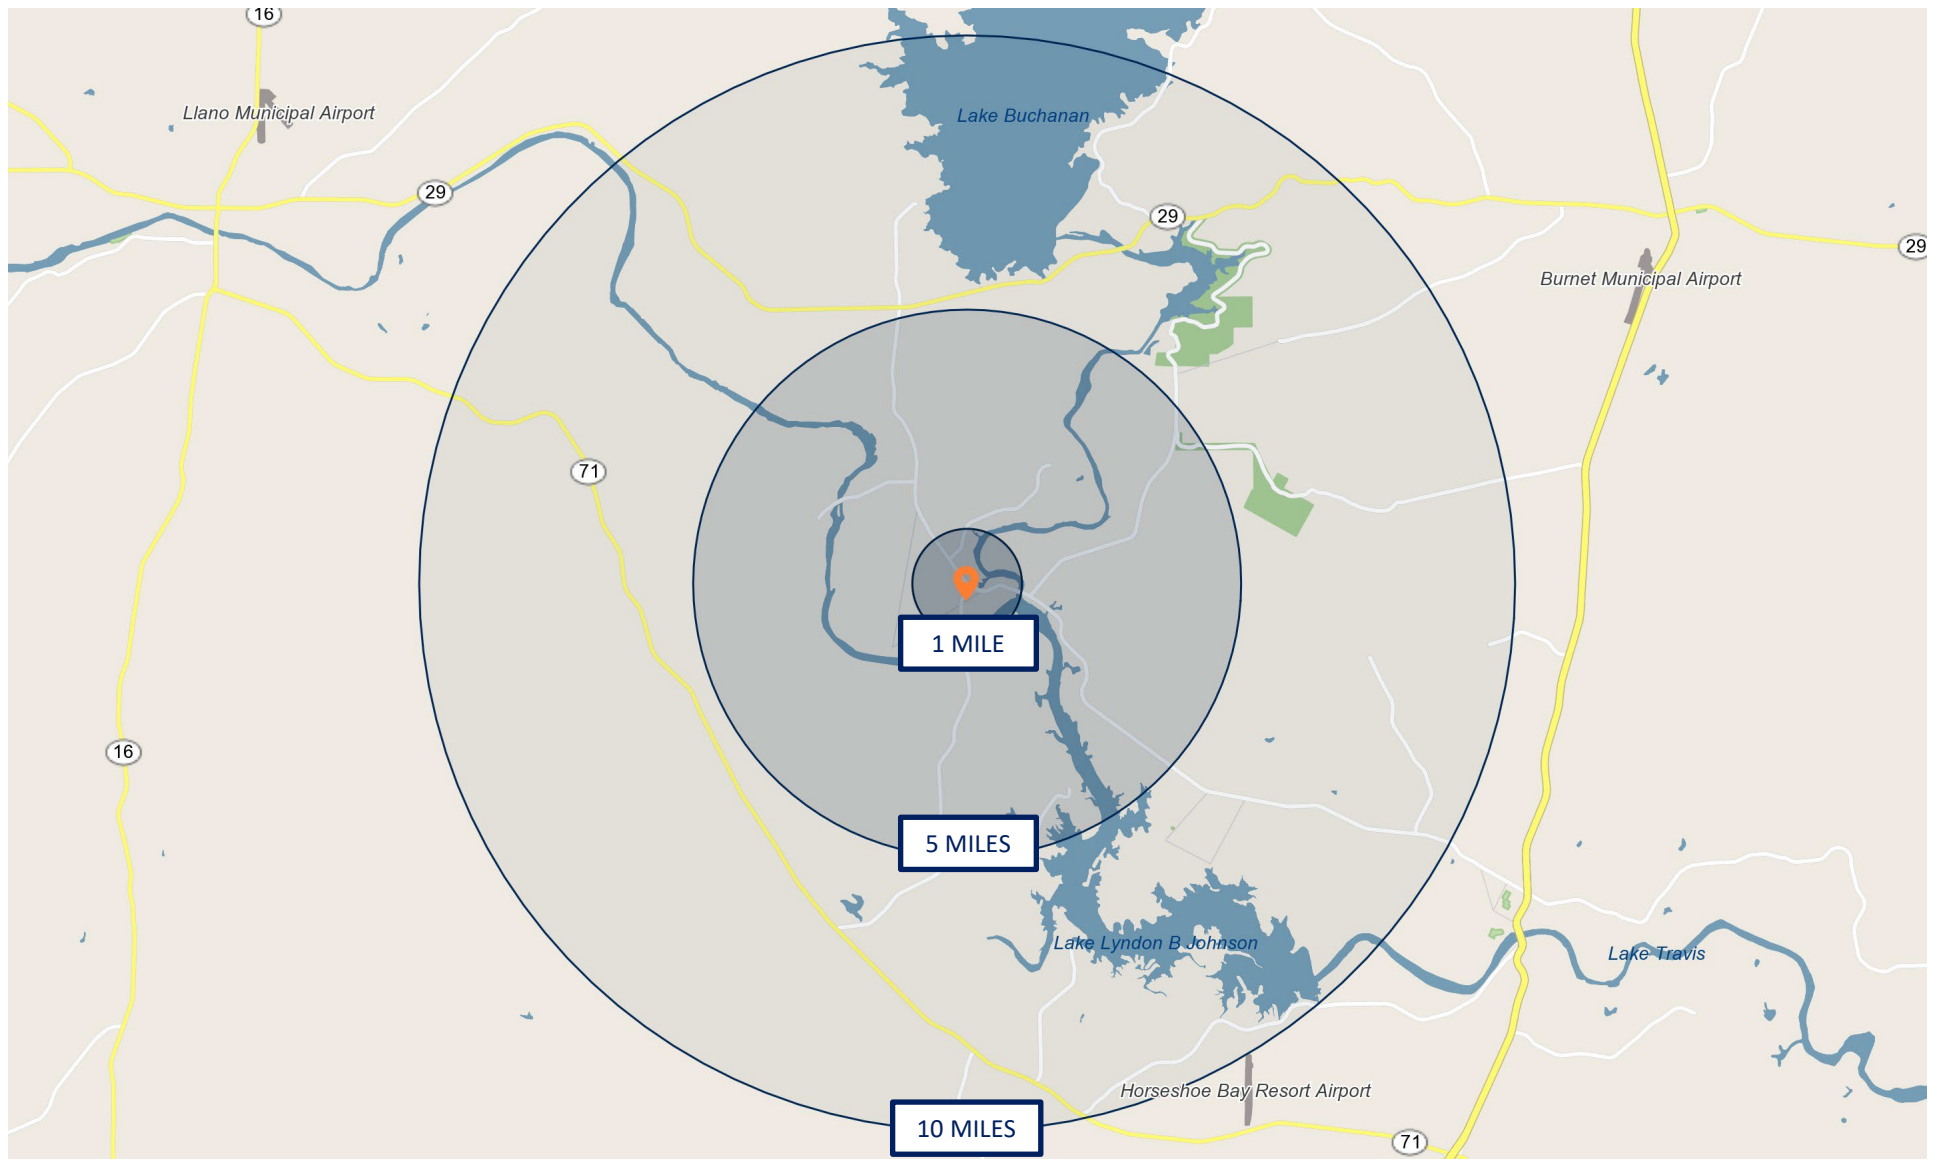 16
Llano Municipal Airport
Lake Buchanan
29
29
29
Burnet Municipal Airport
71
1 MILE
16
5 MILES
Lake Lyndon B Johnson
Lake Travis
Horseshoe Bay Resort Airport
10 MILES
71